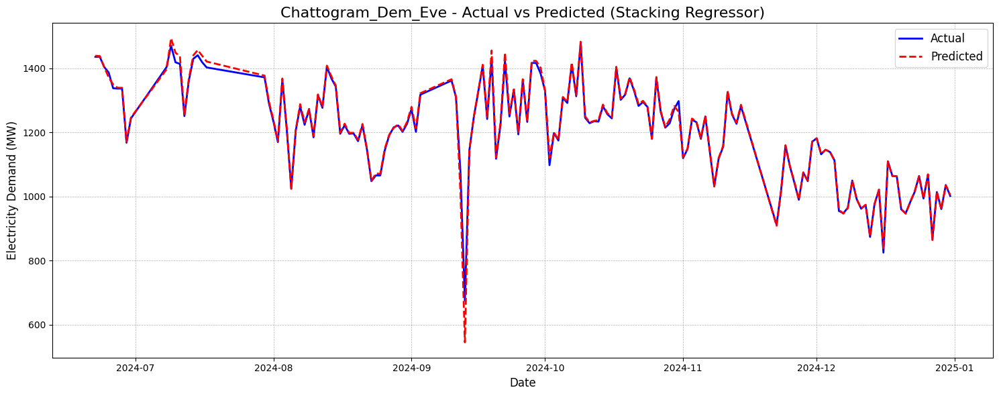 Chattogram_Dem_Eve - Actual vs Predicted (Stacking Regressor)
Actual
Predicted
Electricity Demand (MW)
1400
1200
1000
800
600
2024-07
2024-08
2024-09
2024-10
2024-11
2024-12
2025-01
Date